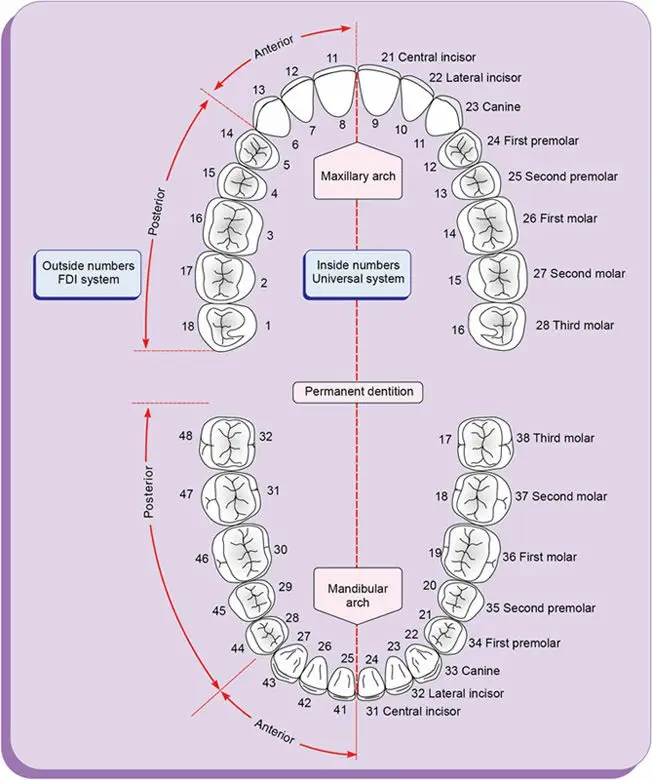 Anterior
11
21 Central incisor
12
22 Lateral incisor
13
23 Canine
6
7
8
9
10
11
14
24 First premolar
5
12
Maxillary arch
15
25 Second premolar
4
13
Posterior
16
26 First molar
3
14
Outside numbers
FDI system
Inside numbers
Universal system
17
27 Second molar
2
15
18
28 Third molar
1
16
Permanent dentition
48
32
17
38 Third molar
Posterior
47
31
18
37 Second molar
46
30
19
36 First molar
Mandibular
arch
45
29
20
35 Second premolar
44
28
21
34 First premolar
27
26
25
24
23
22
43
33 Canine
42
32 Lateral incisor
41
31 Central incisor
Anterior